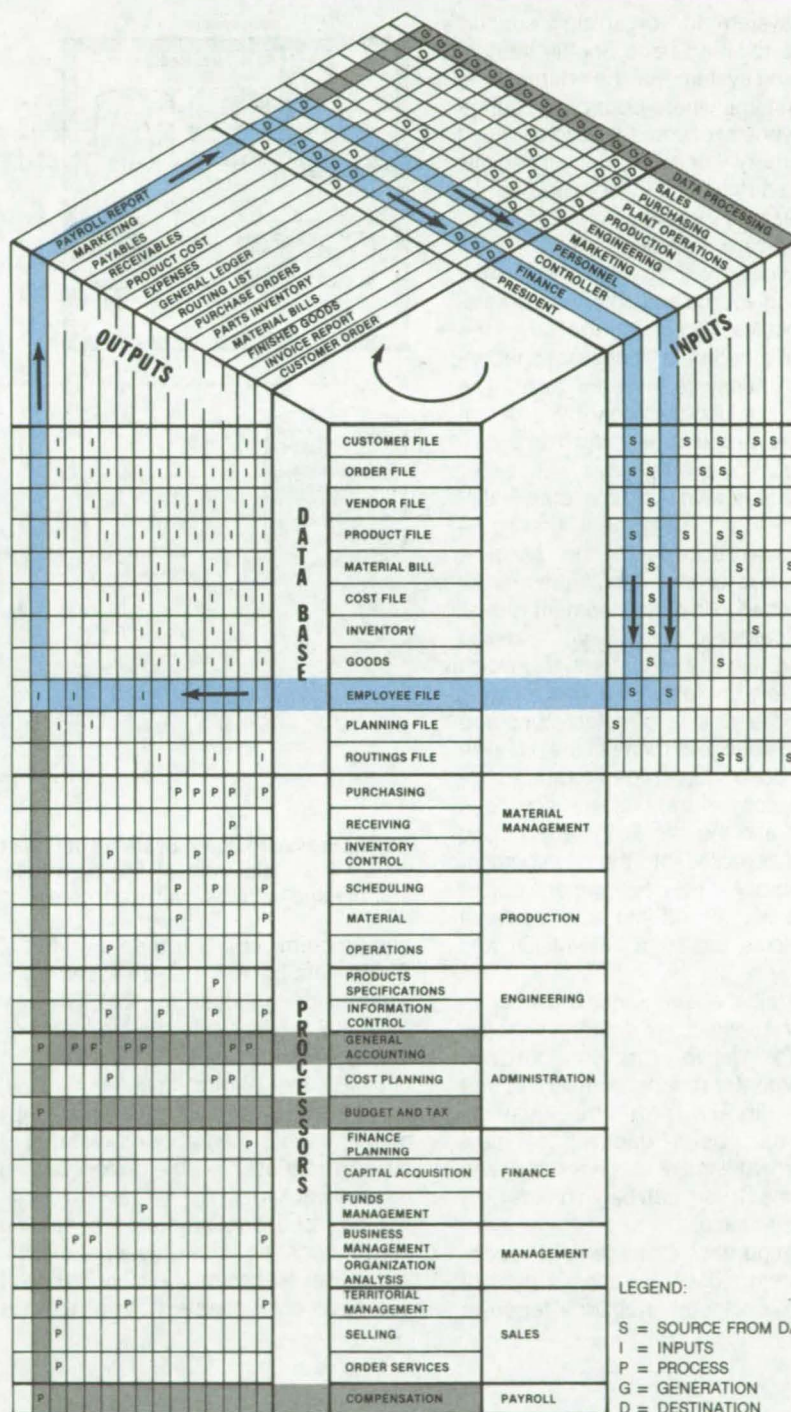 DATA PROCESSING
SALES
PURCHASING
PLANT OPERATIONS
PRODUCTION
ENGINEERING
MARKETING
PERSONNEL
CONTROLLER
FINANCE
PRESIDENT
PAYROLL REPORT
MARKETING
PAYABLES
RECEIVABLES
PRODUCT COST
EXPENSES
GENERAL LEDGER
ROUTING LIST
PURCHASE ORDERS
PARTS INVENTORY
MATERIAL BILLS
FINISHED GOODS
INVOICE REPORT
CUSTOMER ORDER
OUTPUTS
INPUTS
DATA BASE
CUSTOMER FILE
ORDER FILE
VENDOR FILE
PRODUCT FILE
MATERIAL BILL
COST FILE
INVENTORY
GOODS
EMPLOYEE FILE
PLANNING FILE
ROUTINGS FILE
PROCESSORS
PURCHASING
RECEIVING
INVENTORY
CONTROL
MATERIAL
MANAGEMENT
SCHEDULING
MATERIAL
OPERATIONS
PRODUCTION
PRODUCTS
SPECIFICATIONS
INFORMATION
CONTROL
ENGINEERING
GENERAL
ACCOUNTING
COST PLANNING
BUDGET AND TAX
ADMINISTRATION
FINANCE
PLANNING
CAPITAL ACQUISITION
FUNDS
MANAGEMENT
FINANCE
BUSINESS
MANAGEMENT
ORGANIZATION
ANALYSIS
MANAGEMENT
TERRITORIAL
MANAGEMENT
SELLING
ORDER SERVICES
SALES
COMPENSATION
PAYROLL
LEGEND:
S = SOURCE FROM
I = INPUTS
P = PROCESS
G = GENERATION
D = DESTINATION